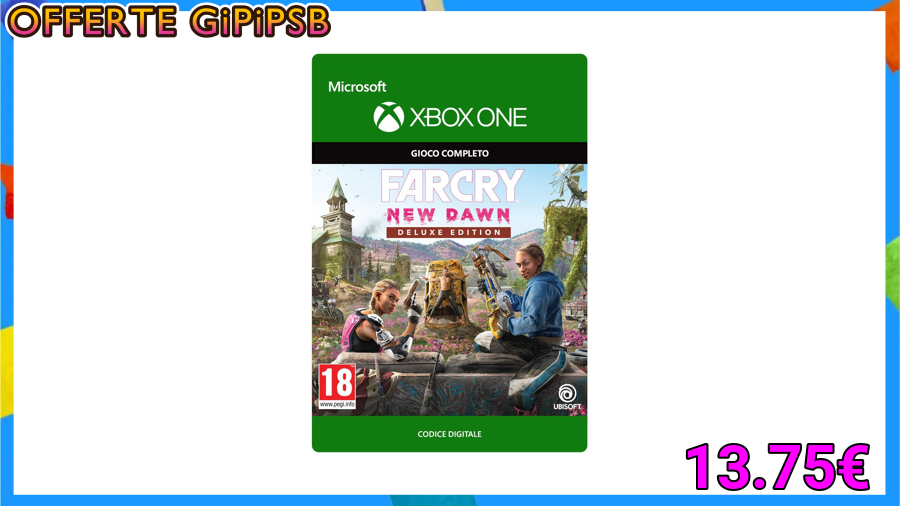 OFFERTE GiPiPSB
Microsoft
XBOX ONE
GIOCO COMPLETO
FARCRY
NEW DAWN
DELUXE EDITION
18
www.pegi.info
UBISOFT
CODICE DIGITALE
13.75€